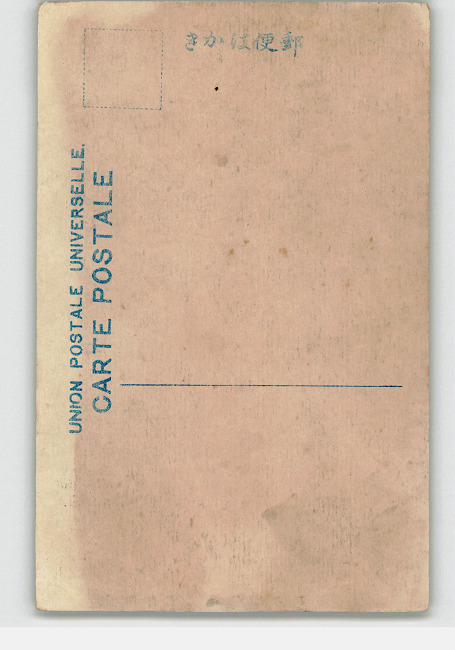 郵便はかき
UNION POSTALE UNIVERSELLE.
CARTE POSTALE